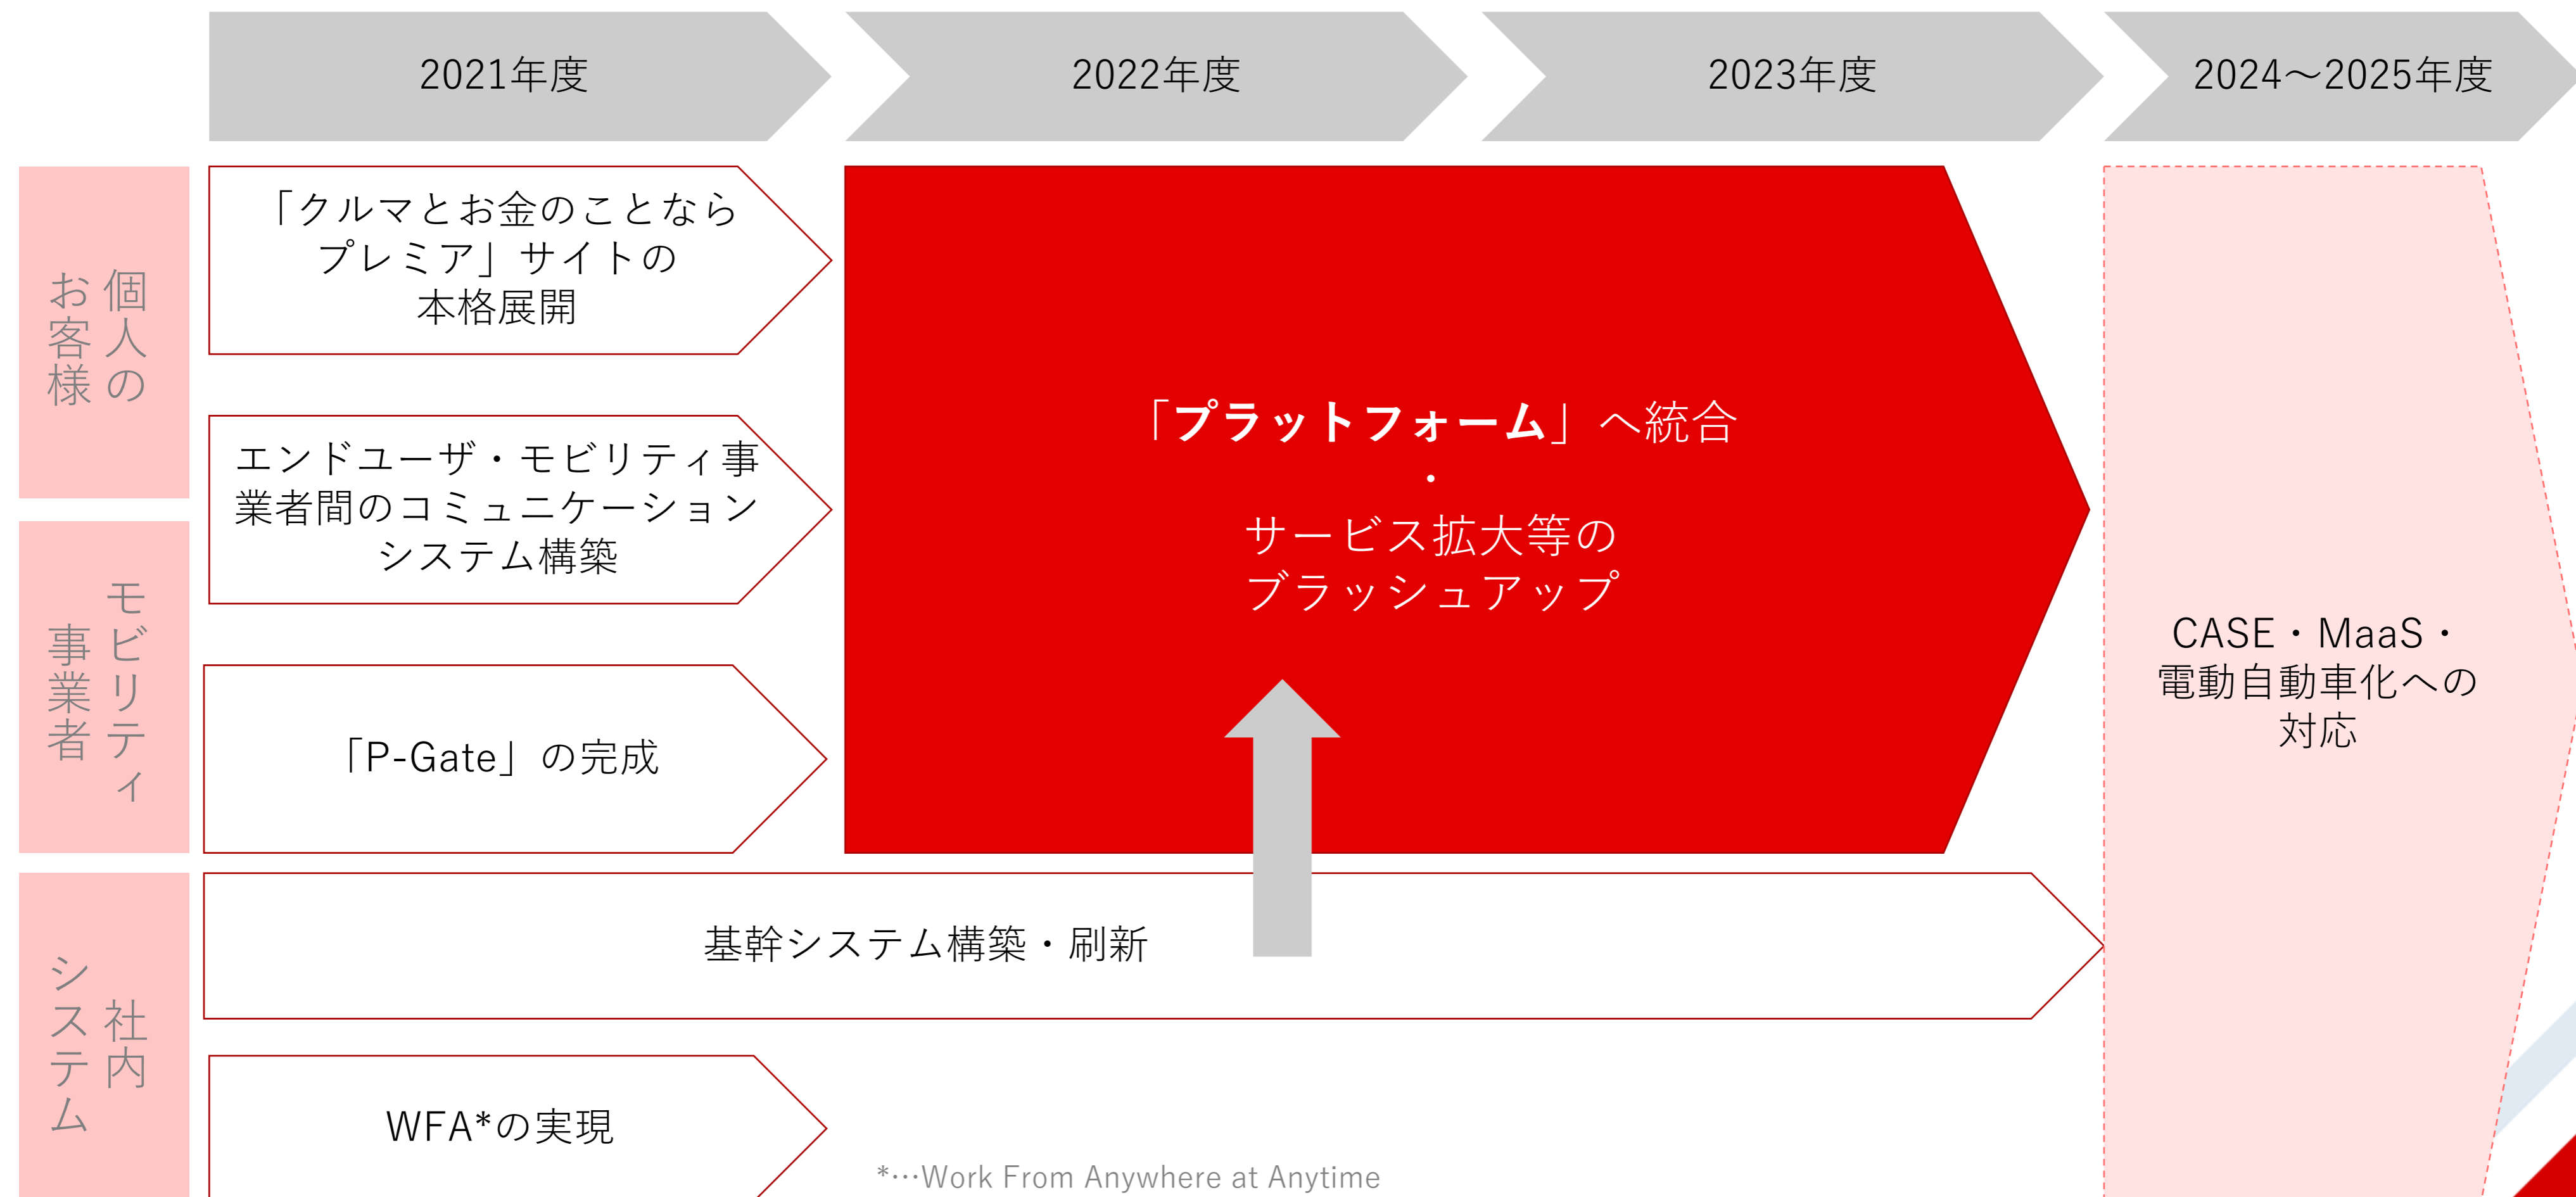 2021年度
2022年度
2023年度
2024～2025年度
個人の
お客様
「クルマとお金のことなら
プレミア」サイトの
本格展開
エンドユーザ・モビリティ事
業者間のコミュニケーション
システム構築
モビリティ
事業者
「P-Gate」の完成
「プラットフォーム」へ統合
・
サービス拡大等の
ブラッシュアップ
CASE・MaaS・
電動自動車化への
対応
社内
システム
基幹システム構築・刷新
WFA*の実現
*…Work From Anywhere at Anytime